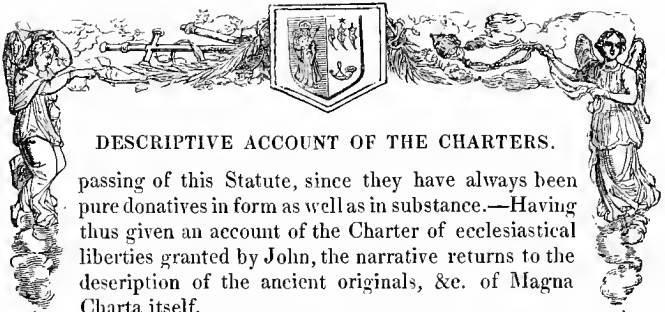 DESCRIPTIVE ACCOUNT OF THE CHARTERS.
passing of this Statute, since they have always been
pure donatives in form as well as in substance.—Having
thus given an account of the Charter of ecclesiastical
liberties granted by John, the narrative returns to the
description of the ancient originals, &c. of Magna
Charta itself.